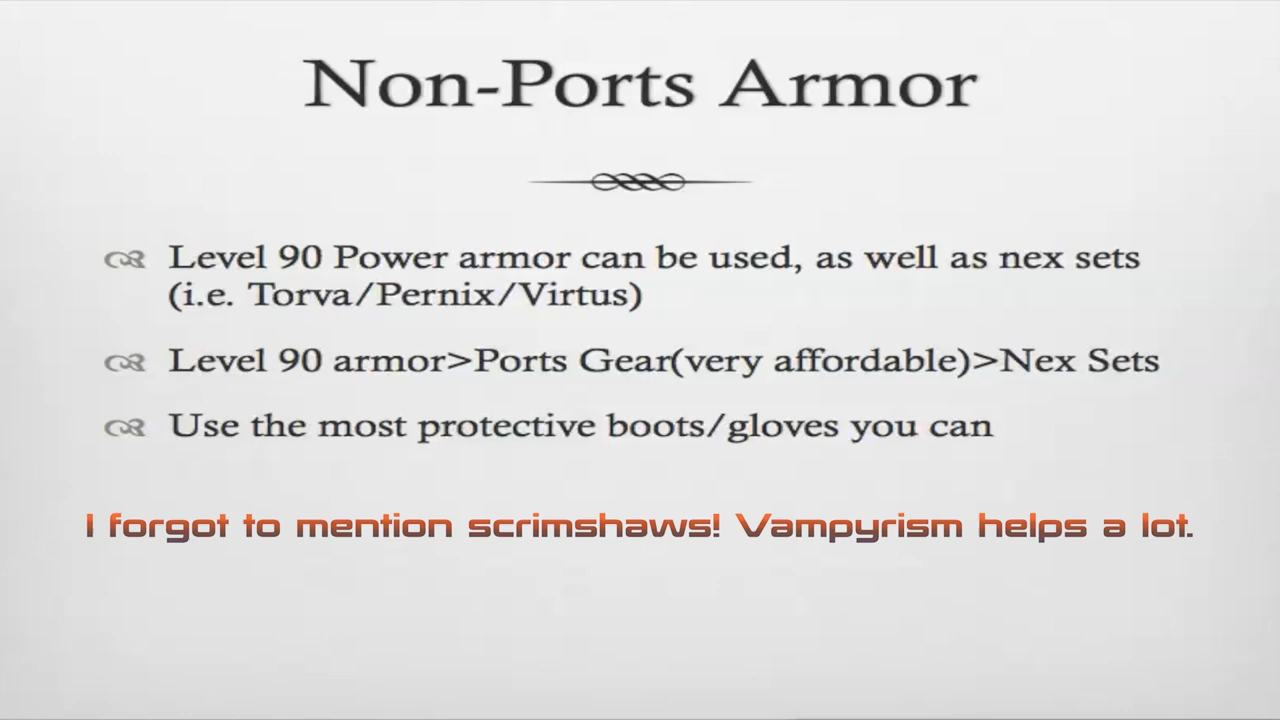 Non-Ports Armor
Level 90 Power armor can be used, as well as nex sets
(i.e. Torva/Pernix/Virtus)
Level 90 armor>Ports Gear(very affordable)>Nex Sets
Use the most protective boots/gloves you can
I forgot to mention scrimshaws! Vampyrism helps a lot.